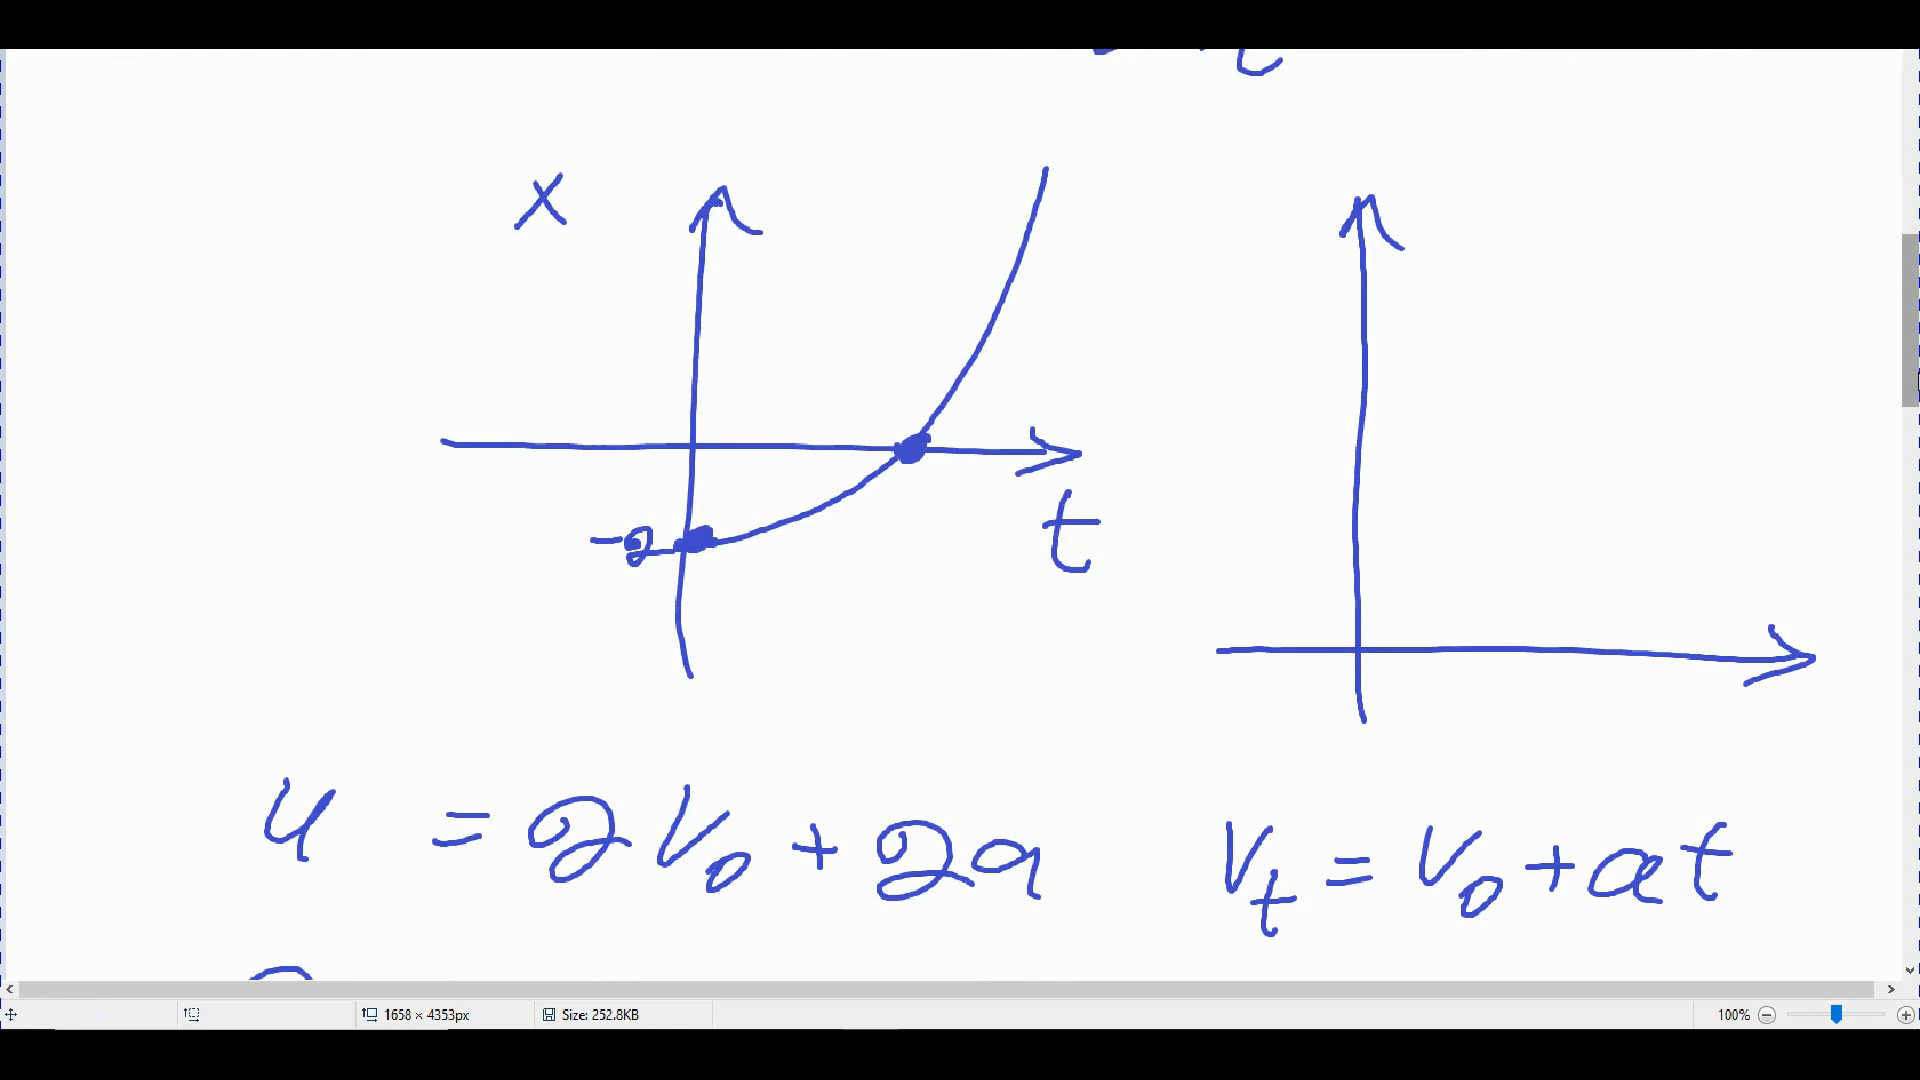 x
-2
t
4 = 2V₀ + 2a
Vₜ = V₀ + at
1658 × 4353px
Size: 252.8KB
100%